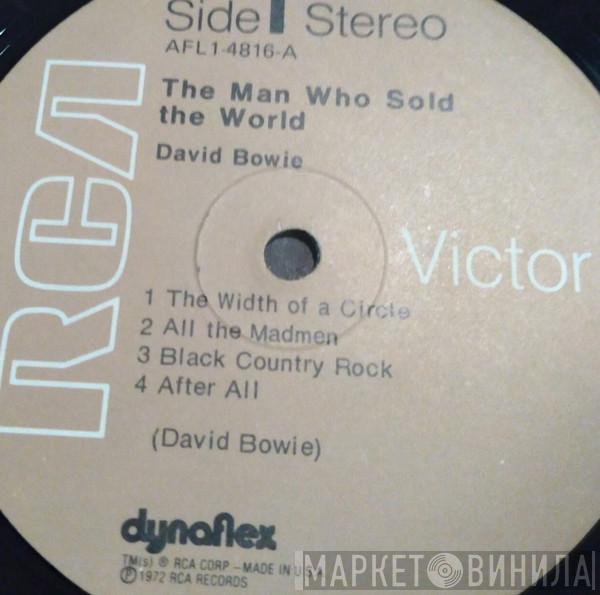 Side 1 Stereo
AFL1-4816-A
The Man Who Sold
the World
David Bowie
RCA
Victor
1 The Width of a Circle
2 All the Madmen
3 Black Country Rock
4 After All
(David Bowie)
dynaflex
TM(s) ® RCA CORP –MADE IN U.S.A.
Ⓟ1972 RCA RECORDS
МАРКЕТ ВИНИЛА